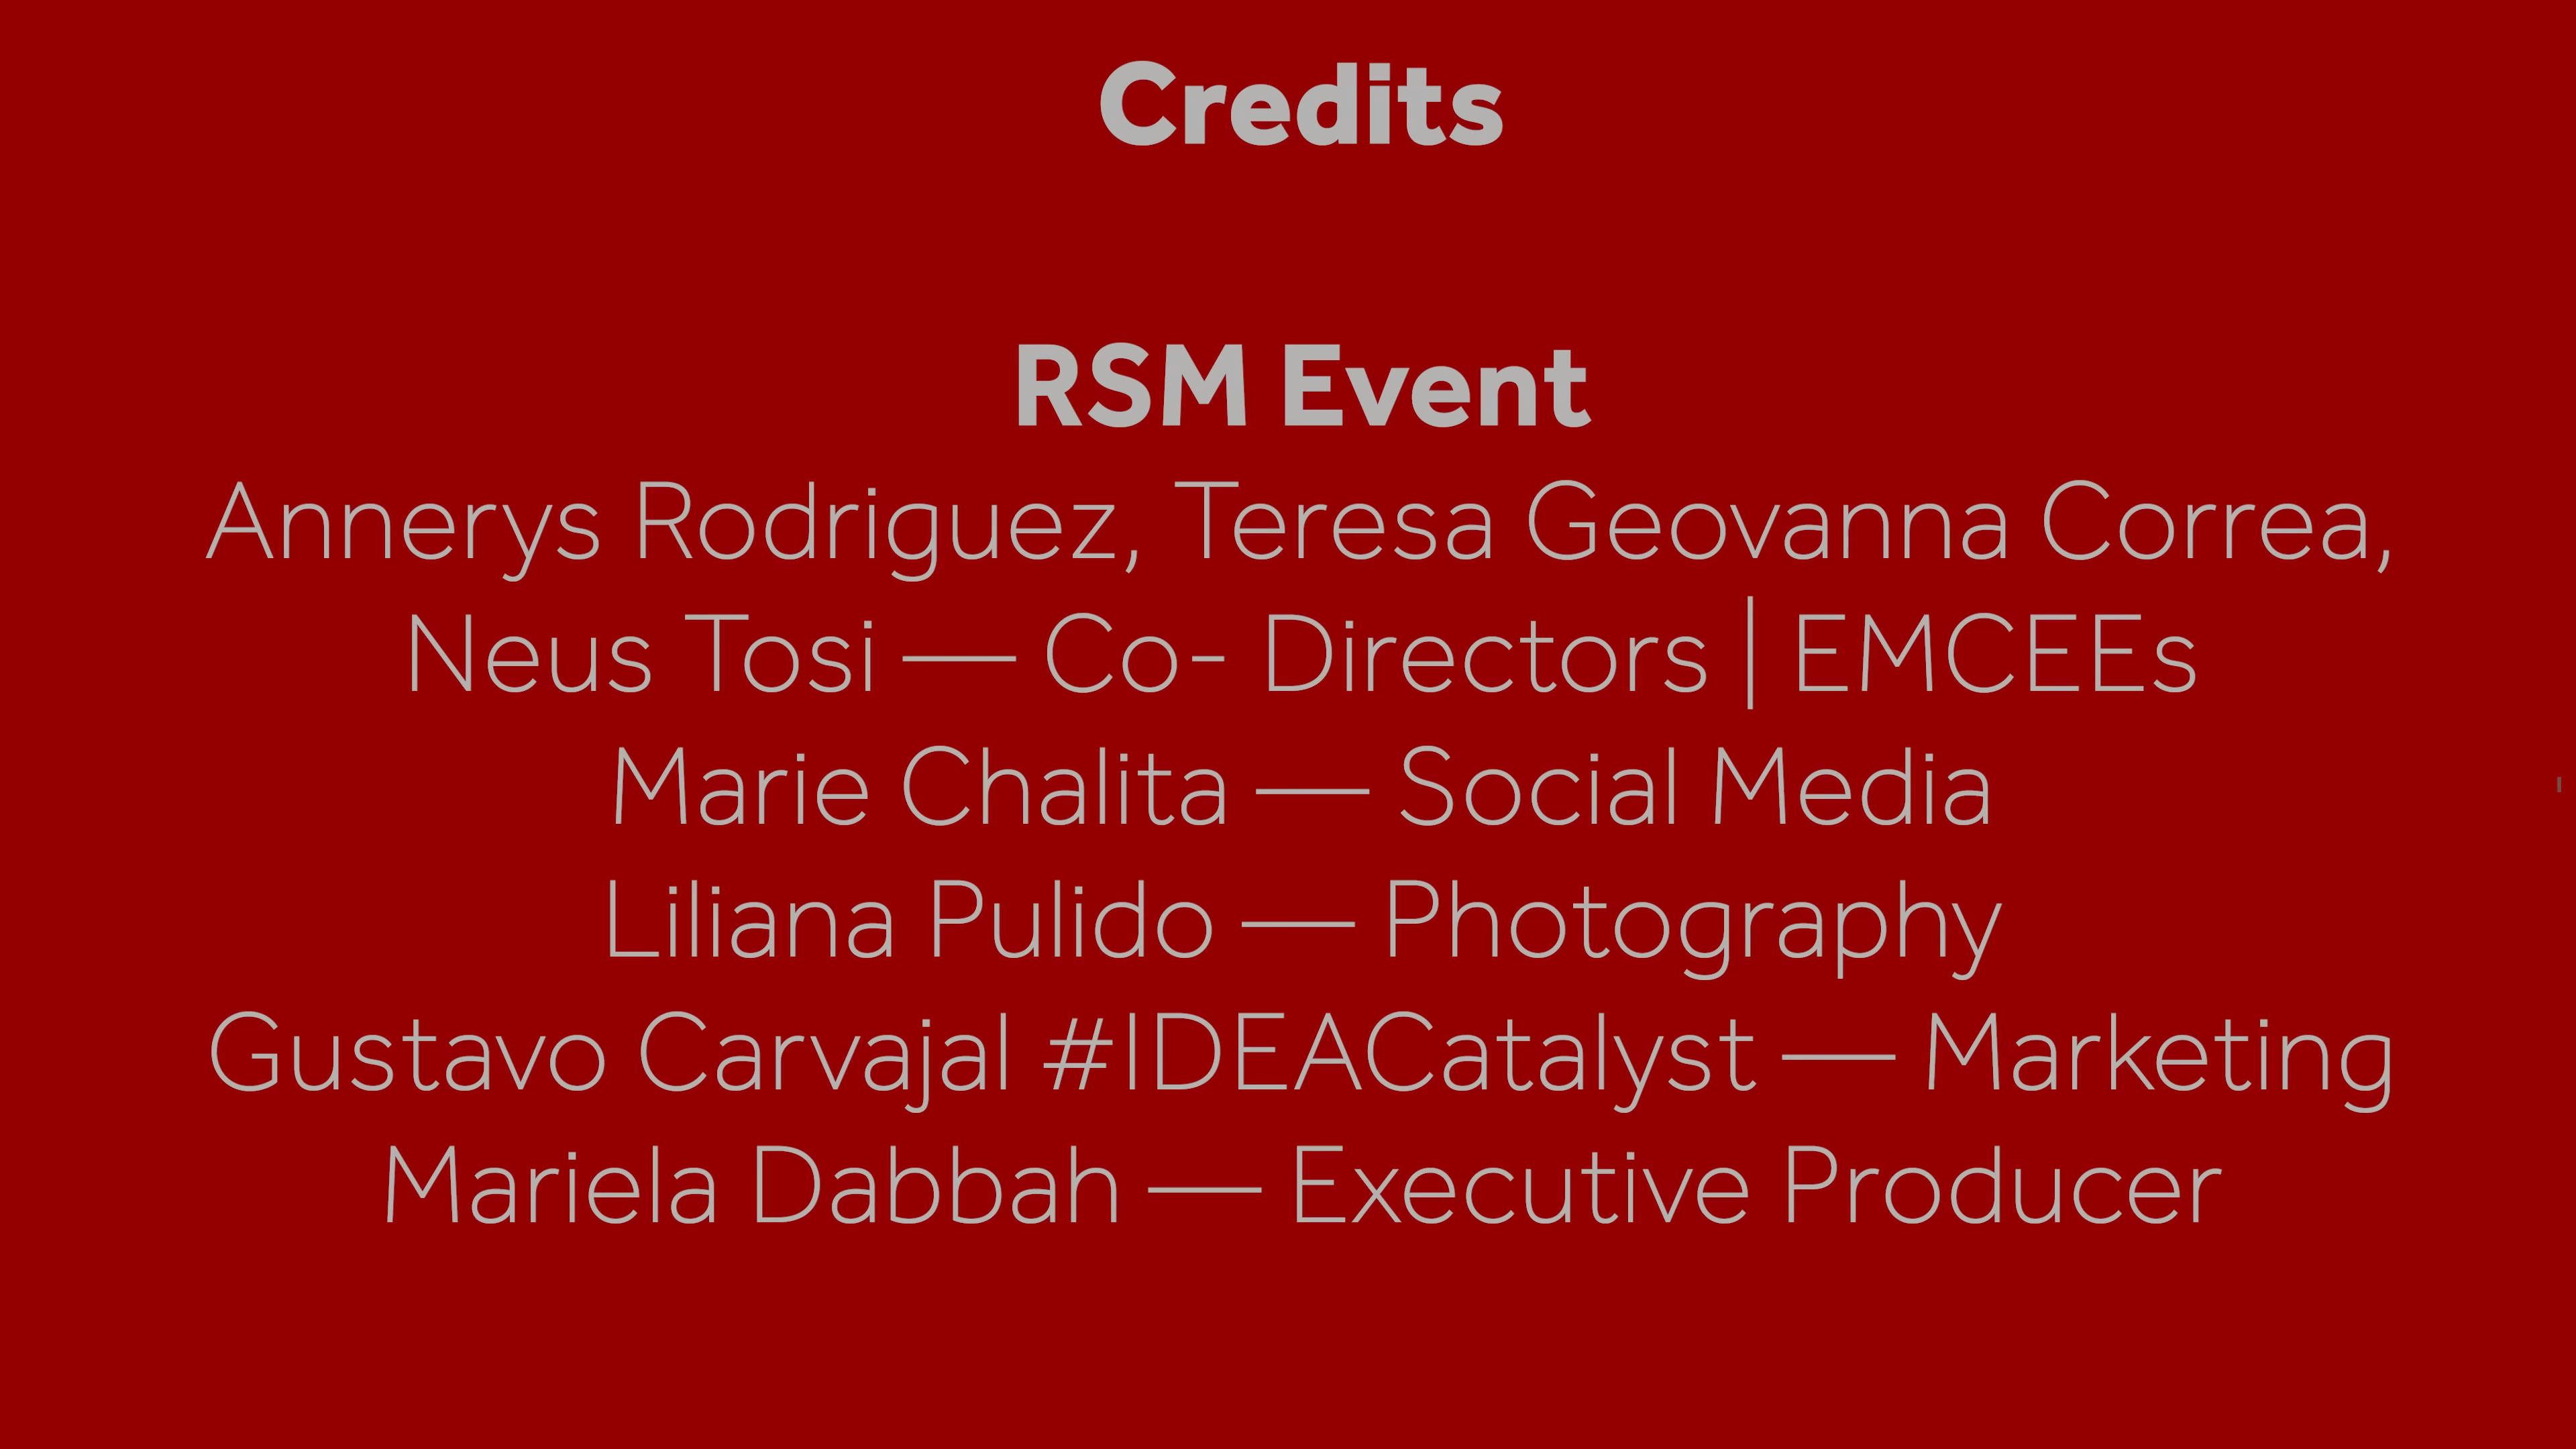 Credits
RSM Event
Annerys Rodriguez, Teresa Geovanna Correa,
Neus Tosi — Co- Directors | EMCEEs
Marie Chalita — Social Media
Liliana Pulido — Photography
Gustavo Carvajal #IDEACatalyst — Marketing
Mariela Dabbah — Executive Producer